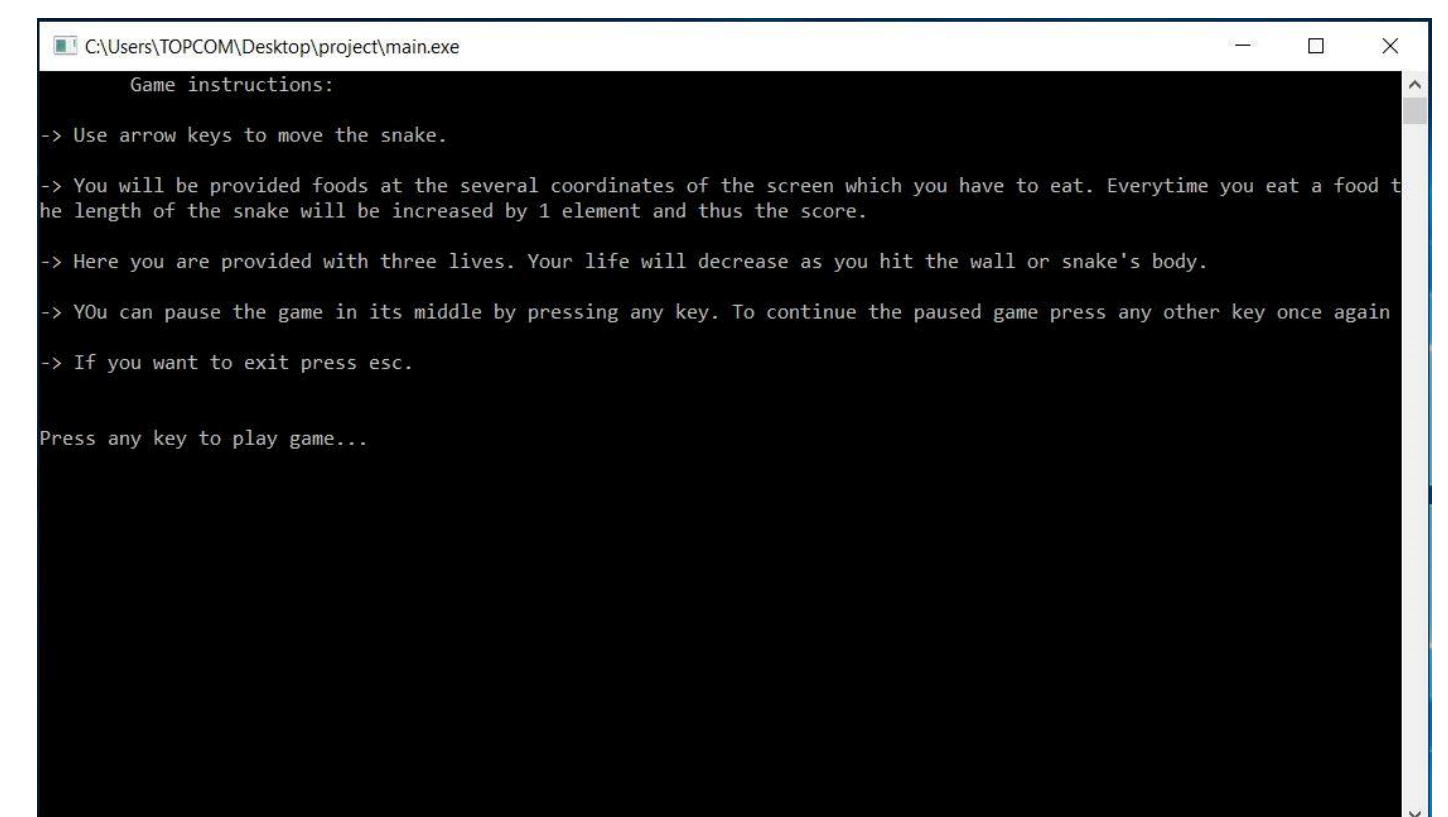 C:\Users\TOPCOM\Desktop\project\main.exe
Game instructions:
-> Use arrow keys to move the snake.
-> You will be provided foods at the several coordinates of the screen which you have to eat. Everytime you eat a food t
he length of the snake will be increased by 1 element and thus the score.
-> Here you are provided with three lives. Your life will decrease as you hit the wall or snake's body.
-> YOu can pause the game in its middle by pressing any key. To continue the paused game press any other key once again
-> If you want to exit press esc.
Press any key to play game...